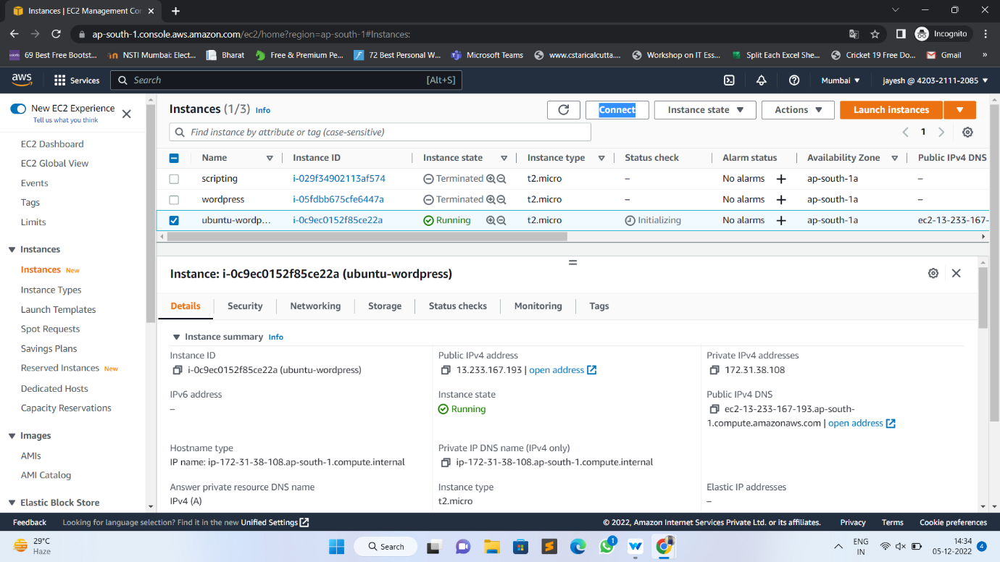 Instances | EC2 Management Con
ap-south-1.console.aws.amazon.com/ec2/home?region=ap-south-1#Instances:
Incognito
69 Best Free Bootst...
NSTI Mumbai: Elect...
Bharat
Free & Premium Pe...
72 Best Personal W...
Microsoft Teams
www.cstaricalcutta....
Workshop on IT Ess...
Split Each Excel She...
Cricket 19 Free Do...
Gmail
»
aws
Services
Search
[Alt+S]
Mumbai
jayesh @ 4203-2111-2085
New EC2 Experience
Tell us what you think
EC2 Dashboard
EC2 Global View
Events
Tags
Limits
Instances
Instances New
Instance Types
Launch Templates
Spot Requests
Savings Plans
Reserved Instances New
Dedicated Hosts
Capacity Reservations
Images
AMIs
AMI Catalog
Elastic Block Store
Instances (1/3) Info
Connect
Instance state
Actions
Launch instances
Find instance by attribute or tag (case-sensitive)
1
Name Instance ID Instance state Instance type Status check Alarm status Availability Zone Public IPv4 DNS
scripting i-029f34902113af574 Terminated t2.micro – No alarms + ap-south-1a –
wordpress i-05fdbb675cfe6447a Terminated t2.micro – No alarms + ap-south-1a –
ubuntu-wordp... i-0c9ec0152f85ce22a Running t2.micro Initializing No alarms + ap-south-1a ec2-13-233-167-
Instance: i-0c9ec0152f85ce22a (ubuntu-wordpress)
Details Security Networking Storage Status checks Monitoring Tags
Instance summary Info
Instance ID
i-0c9ec0152f85ce22a (ubuntu-wordpress)
Public IPv4 address
13.233.167.193 | open address
Private IPv4 addresses
172.31.38.108
IPv6 address
–
Instance state
Running
Public IPv4 DNS
ec2-13-233-167-193.ap-south-
1.compute.amazonaws.com | open address
Hostname type
IP name: ip-172-31-38-108.ap-south-1.compute.internal
Private IP DNS name (IPv4 only)
ip-172-31-38-108.ap-south-1.compute.internal
Answer private resource DNS name
IPv4 (A)
Instance type
t2.micro
Elastic IP addresses
–
Feedback
Looking for language selection? Find it in the new Unified Settings
© 2022, Amazon Internet Services Private Ltd. or its affiliates.
Privacy
Terms
Cookie preferences
29°C
Haze
Search
1
ENG
IN
14:34
05-12-2022
4